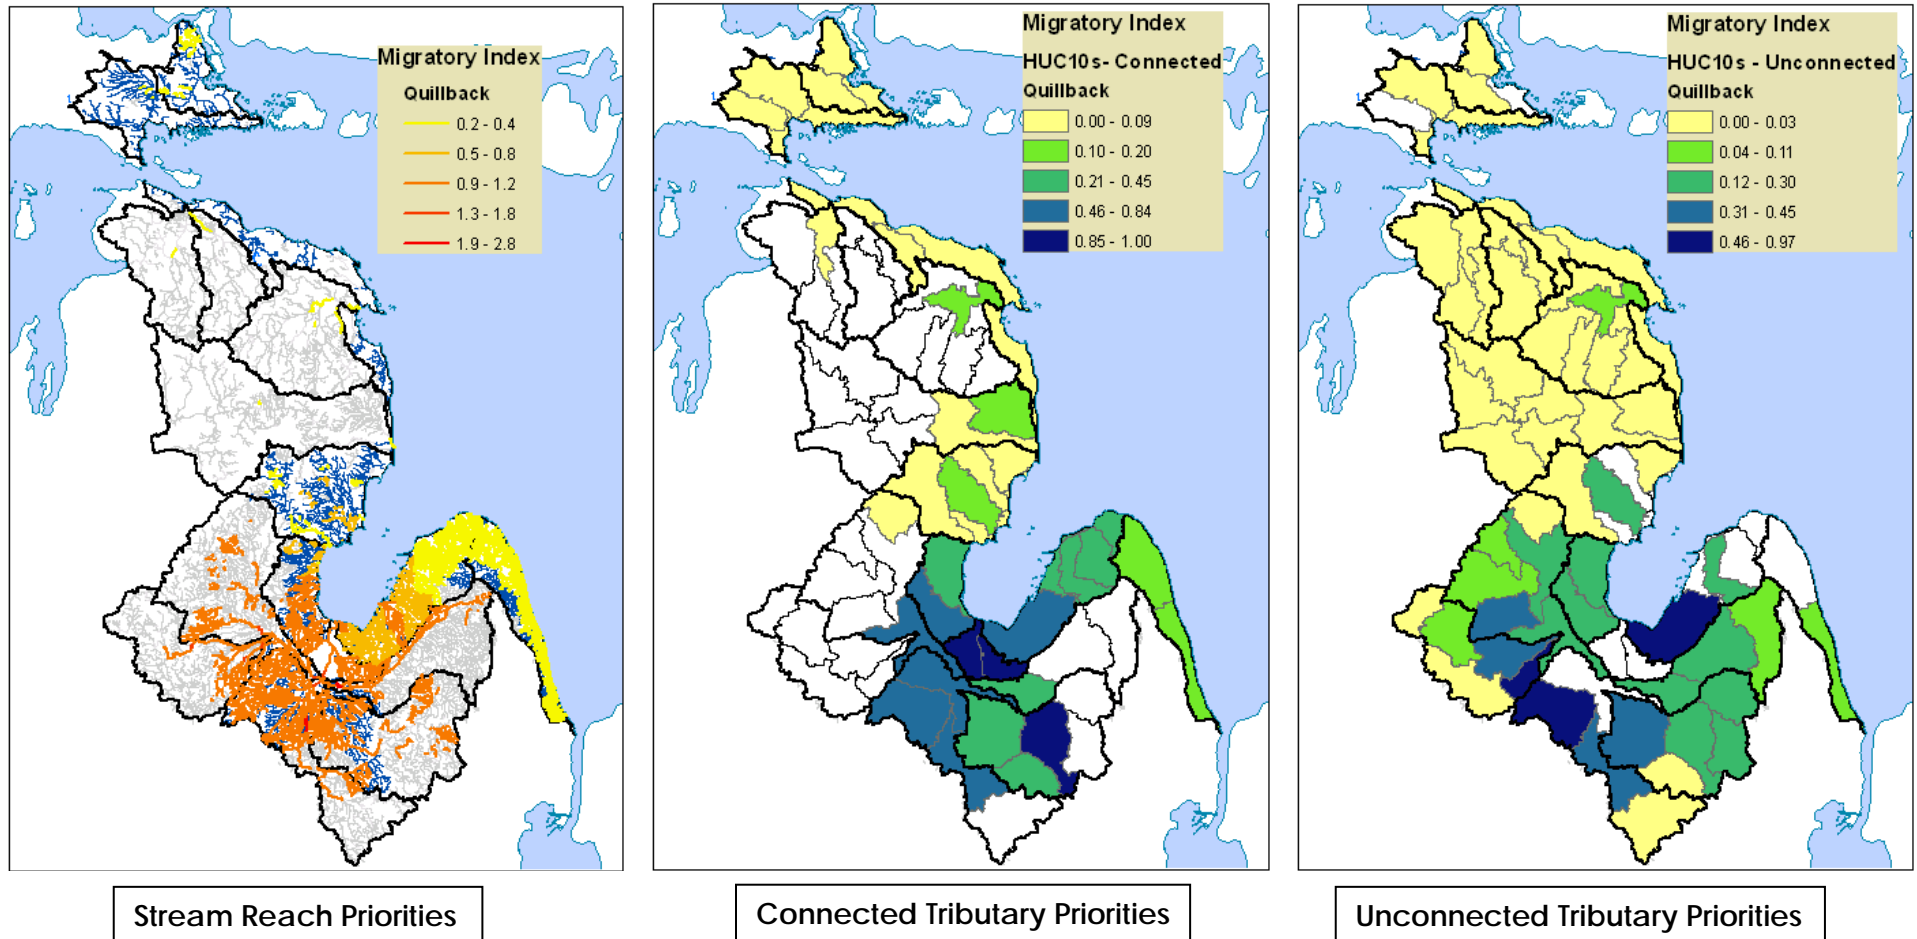 Migratory Index
Quillback
0.2 - 0.4
0.5 - 0.8
0.9 - 1.2
1.3 - 1.8
1.9 - 2.8
Stream Reach Priorities
Migratory Index
HUC10s- Connected
Quillback
0.00 - 0.09
0.10 - 0.20
0.21 - 0.45
0.46 - 0.84
0.85 - 1.00
Connected Tributary Priorities
Migratory Index
HUC10s - Unconnected
Quillback
0.00 - 0.03
0.04 - 0.11
0.12 - 0.30
0.31 - 0.45
0.46 - 0.97
Unconnected Tributary Priorities